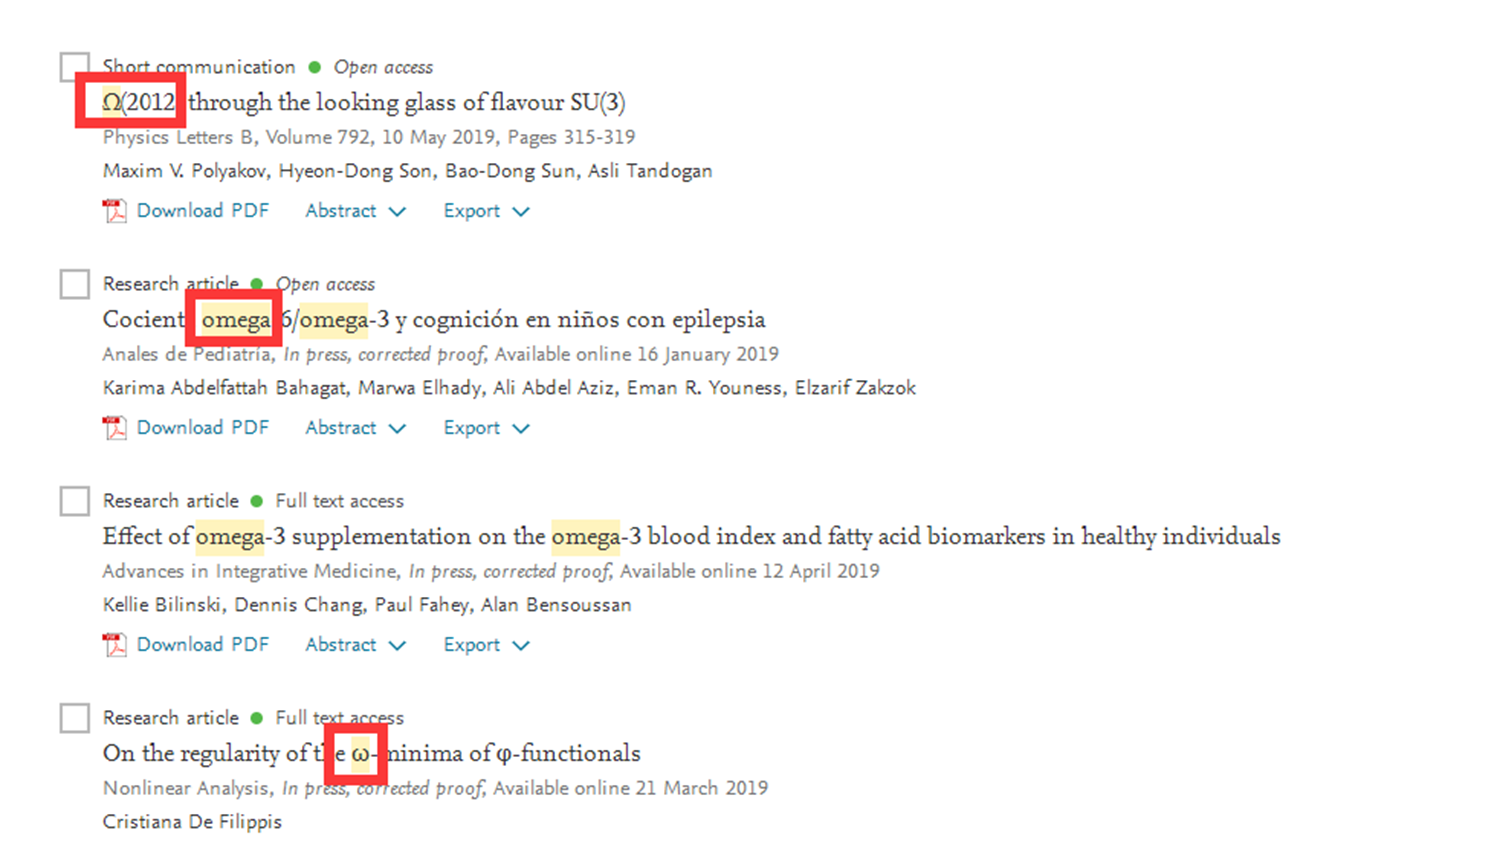 Short communication ● Open access
Ω(2012) through the looking glass of flavour SU(3)
Physics Letters B, Volume 792, 10 May 2019, Pages 315-319
Maxim V. Polyakov, Hyeon-Dong Son, Bao-Dong Sun, Asli Tandogan
Download PDF Abstract Export
Research article ● Open access
Cociente omega-6/omega-3 y cognición en niños con epilepsia
Anales de Pediatría, In press, corrected proof, Available online 16 January 2019
Karima Abdelfattah Bahagat, Marwa Elhady, Ali Abdel Aziz, Eman R. Youness, Elzarif Zakzok
Download PDF Abstract Export
Research article ● Full text access
Effect of omega-3 supplementation on the omega-3 blood index and fatty acid biomarkers in healthy individuals
Advances in Integrative Medicine, In press, corrected proof, Available online 12 April 2019
Kellie Bilinski, Dennis Chang, Paul Fahey, Alan Bensoussan
Download PDF Abstract Export
Research article ● Full text access
On the regularity of the ω-minima of φ-functionals
Nonlinear Analysis, In press, corrected proof, Available online 21 March 2019
Cristiana De Filippis